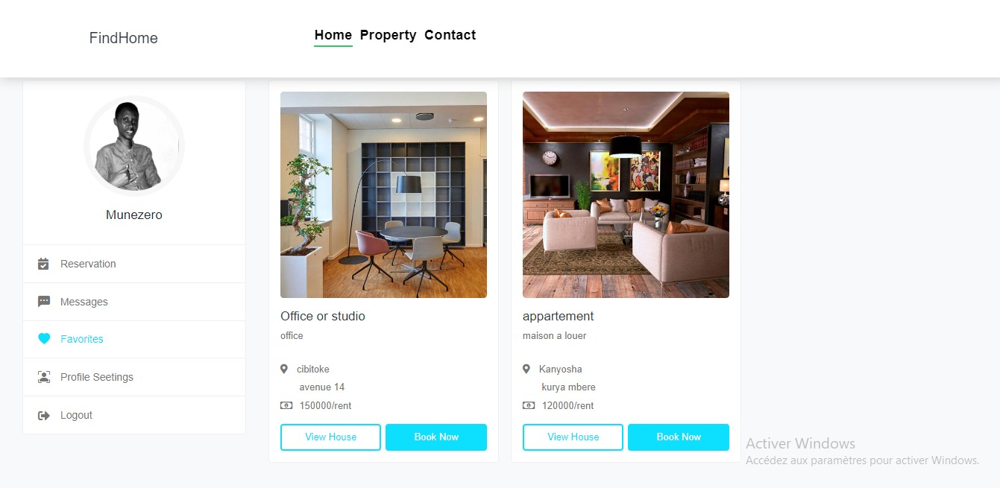 FindHome
Home Property Contact
Munezero
Reservation
Messages
Favorites
Profile Seetings
Logout
Office or studio
office
cibitoke
avenue 14
150000/rent
View House
Book Now
appartement
maison a louer
Kanyosha
kurya mbere
120000/rent
View House
Book Now
Activer Windows
Accédez aux paramètres pour activer Windows.